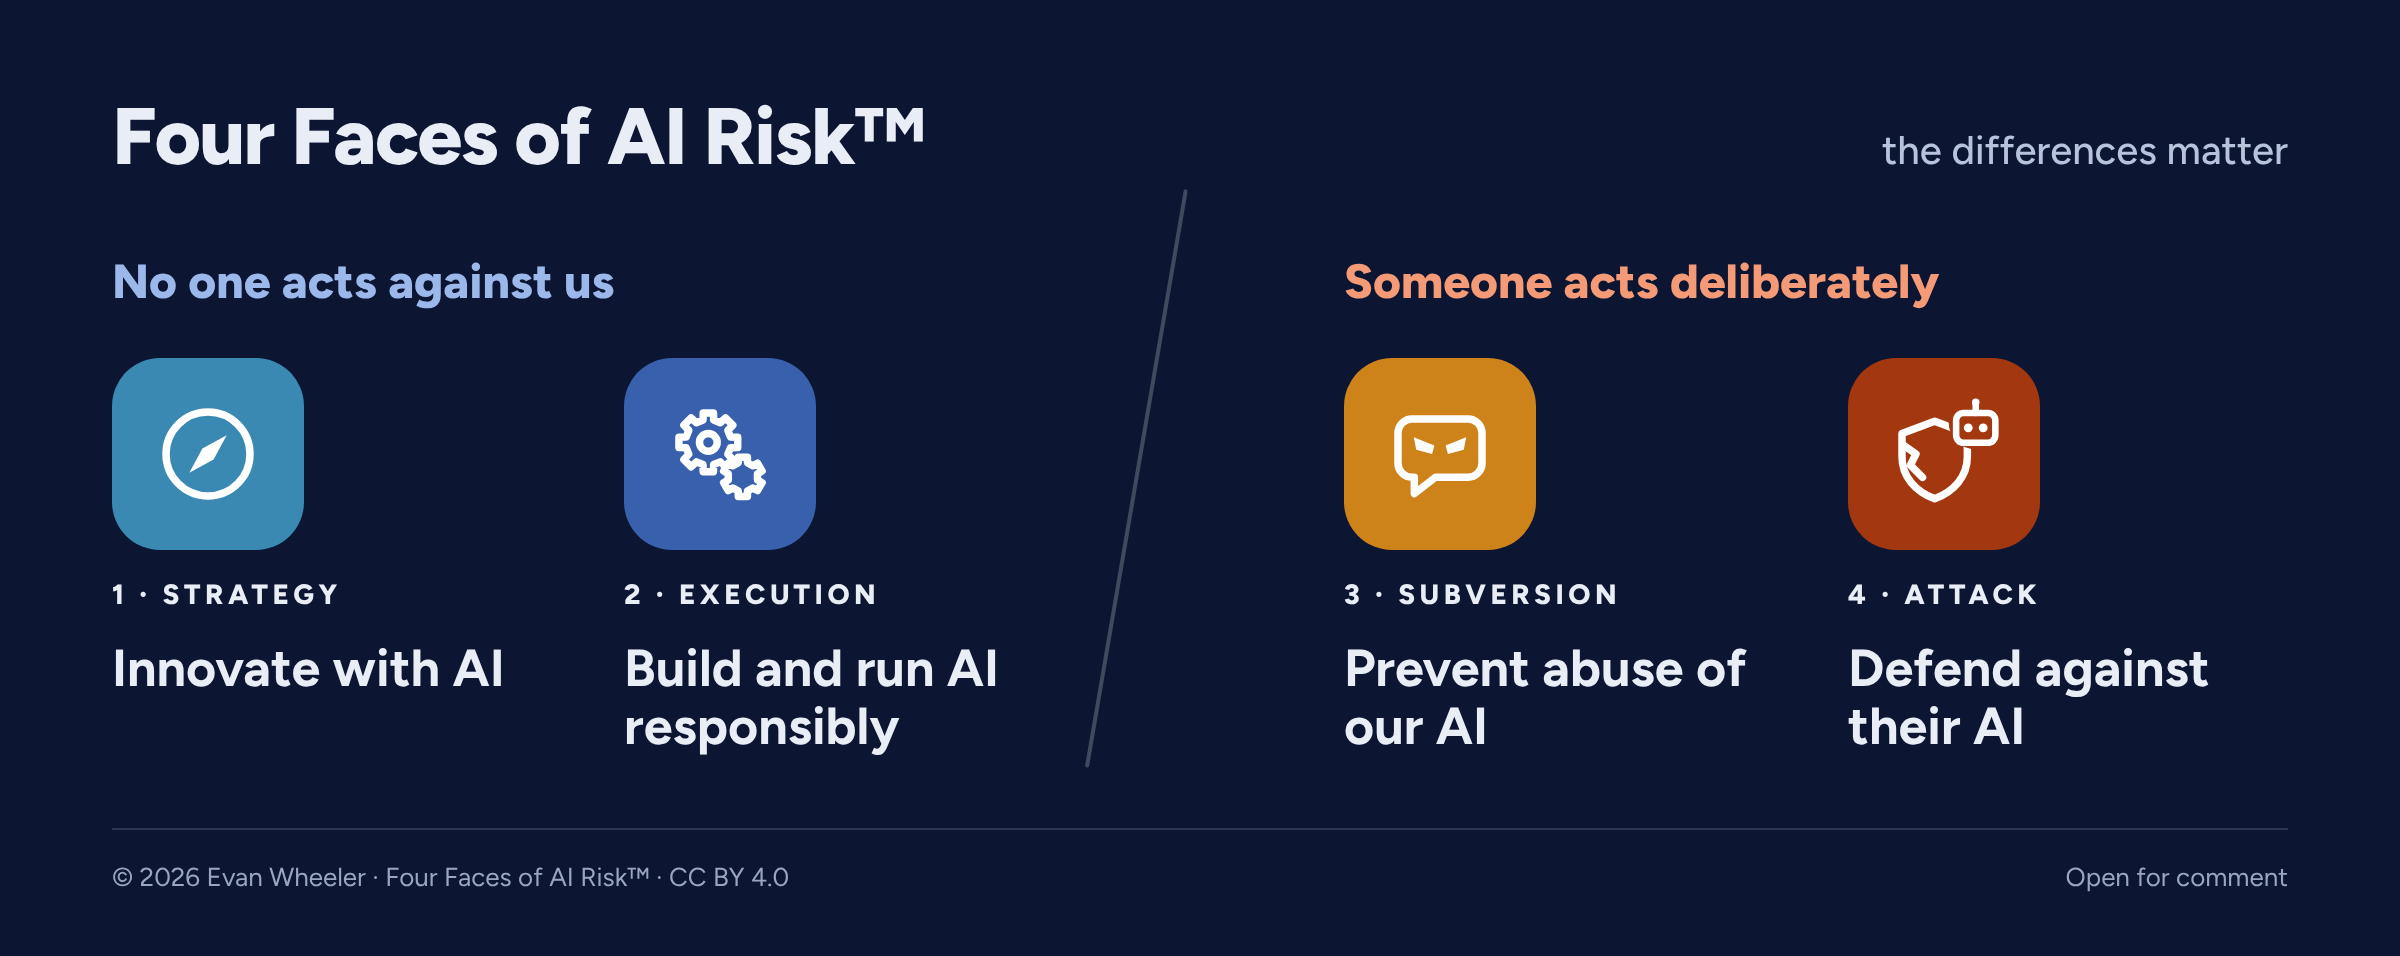 Four Faces of AI Risk™
the differences matter
No one acts against us
Someone acts deliberately
1 · STRATEGY
Innovate with AI
2 · EXECUTION
Build and run AI
responsibly
3 · SUBVERSION
Prevent abuse of
our AI
4 · ATTACK
Defend against
their AI
© 2026 Evan Wheeler · Four Faces of AI Risk™ · CC BY 4.0
Open for comment